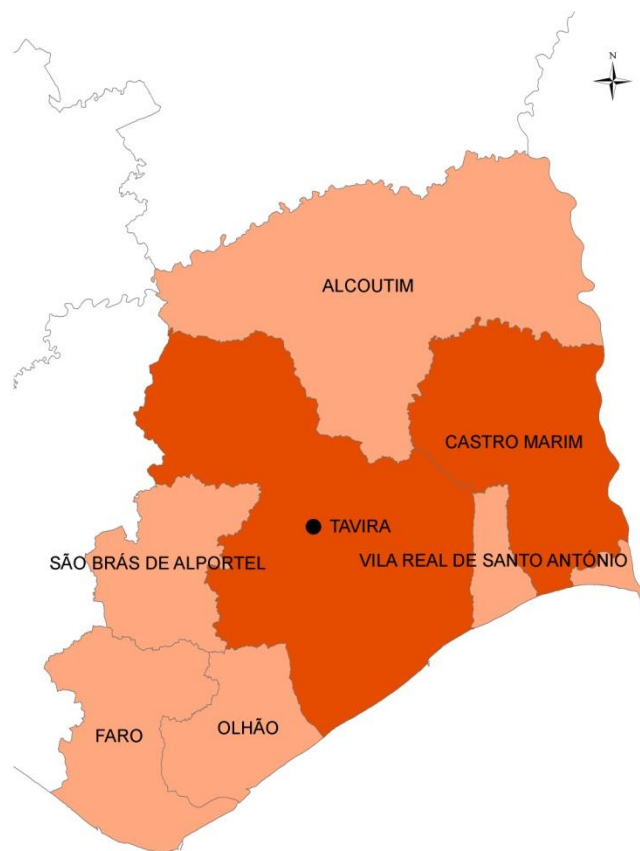 N
ALCOUTIM
CASTRO MARIM
TAVIRA
SÃO BRÁS DE ALPORTEL
VILA REAL DE SANTO ANTÓNIO
FARO
OLHÃO